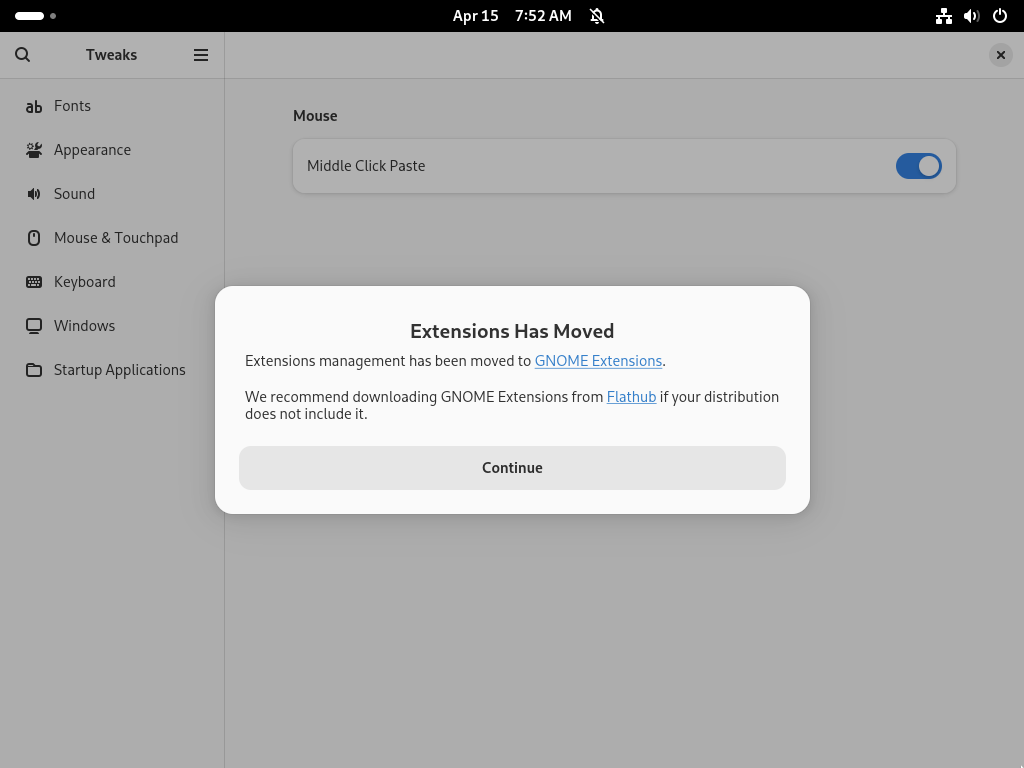 Apr 15 7:52 AM
Tweaks
Fonts
Appearance
Sound
Mouse & Touchpad
Keyboard
Windows
Startup Applications
Mouse
Middle Click Paste
Extensions Has Moved
Extensions management has been moved to GNOME Extensions.
We recommend downloading GNOME Extensions from Flathub if your distribution
does not include it.
Continue